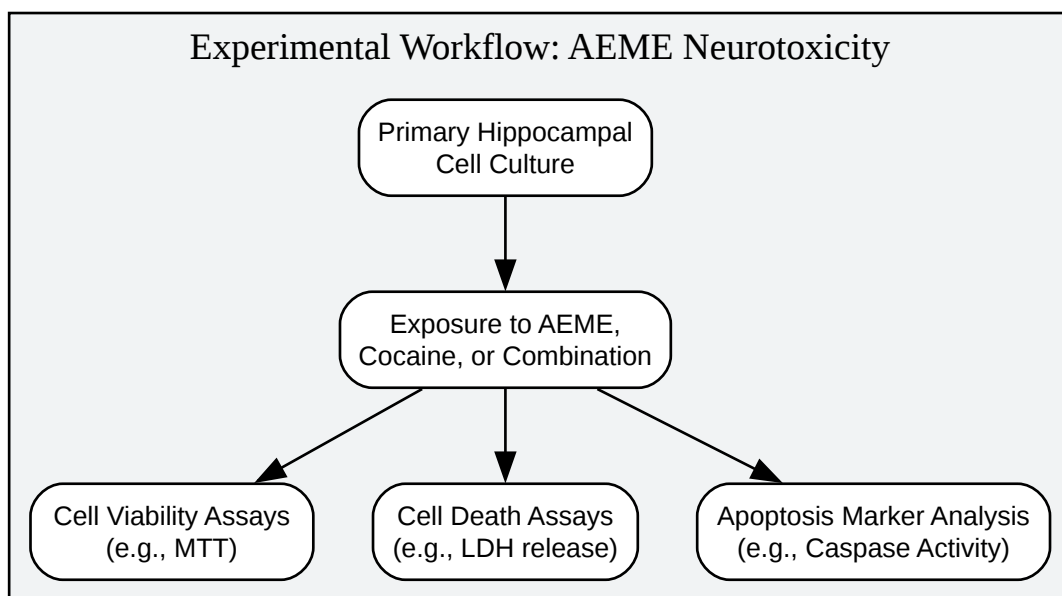 Experimental Workflow: AEME Neurotoxicity
Primary Hippocampal
Cell Culture
Exposure to AEME,
Cocaine, or Combination
Cell Viability Assays
(e.g., MTT)
Cell Death Assays
(e.g., LDH release)
Apoptosis Marker Analysis
(e.g., Caspase Activity)